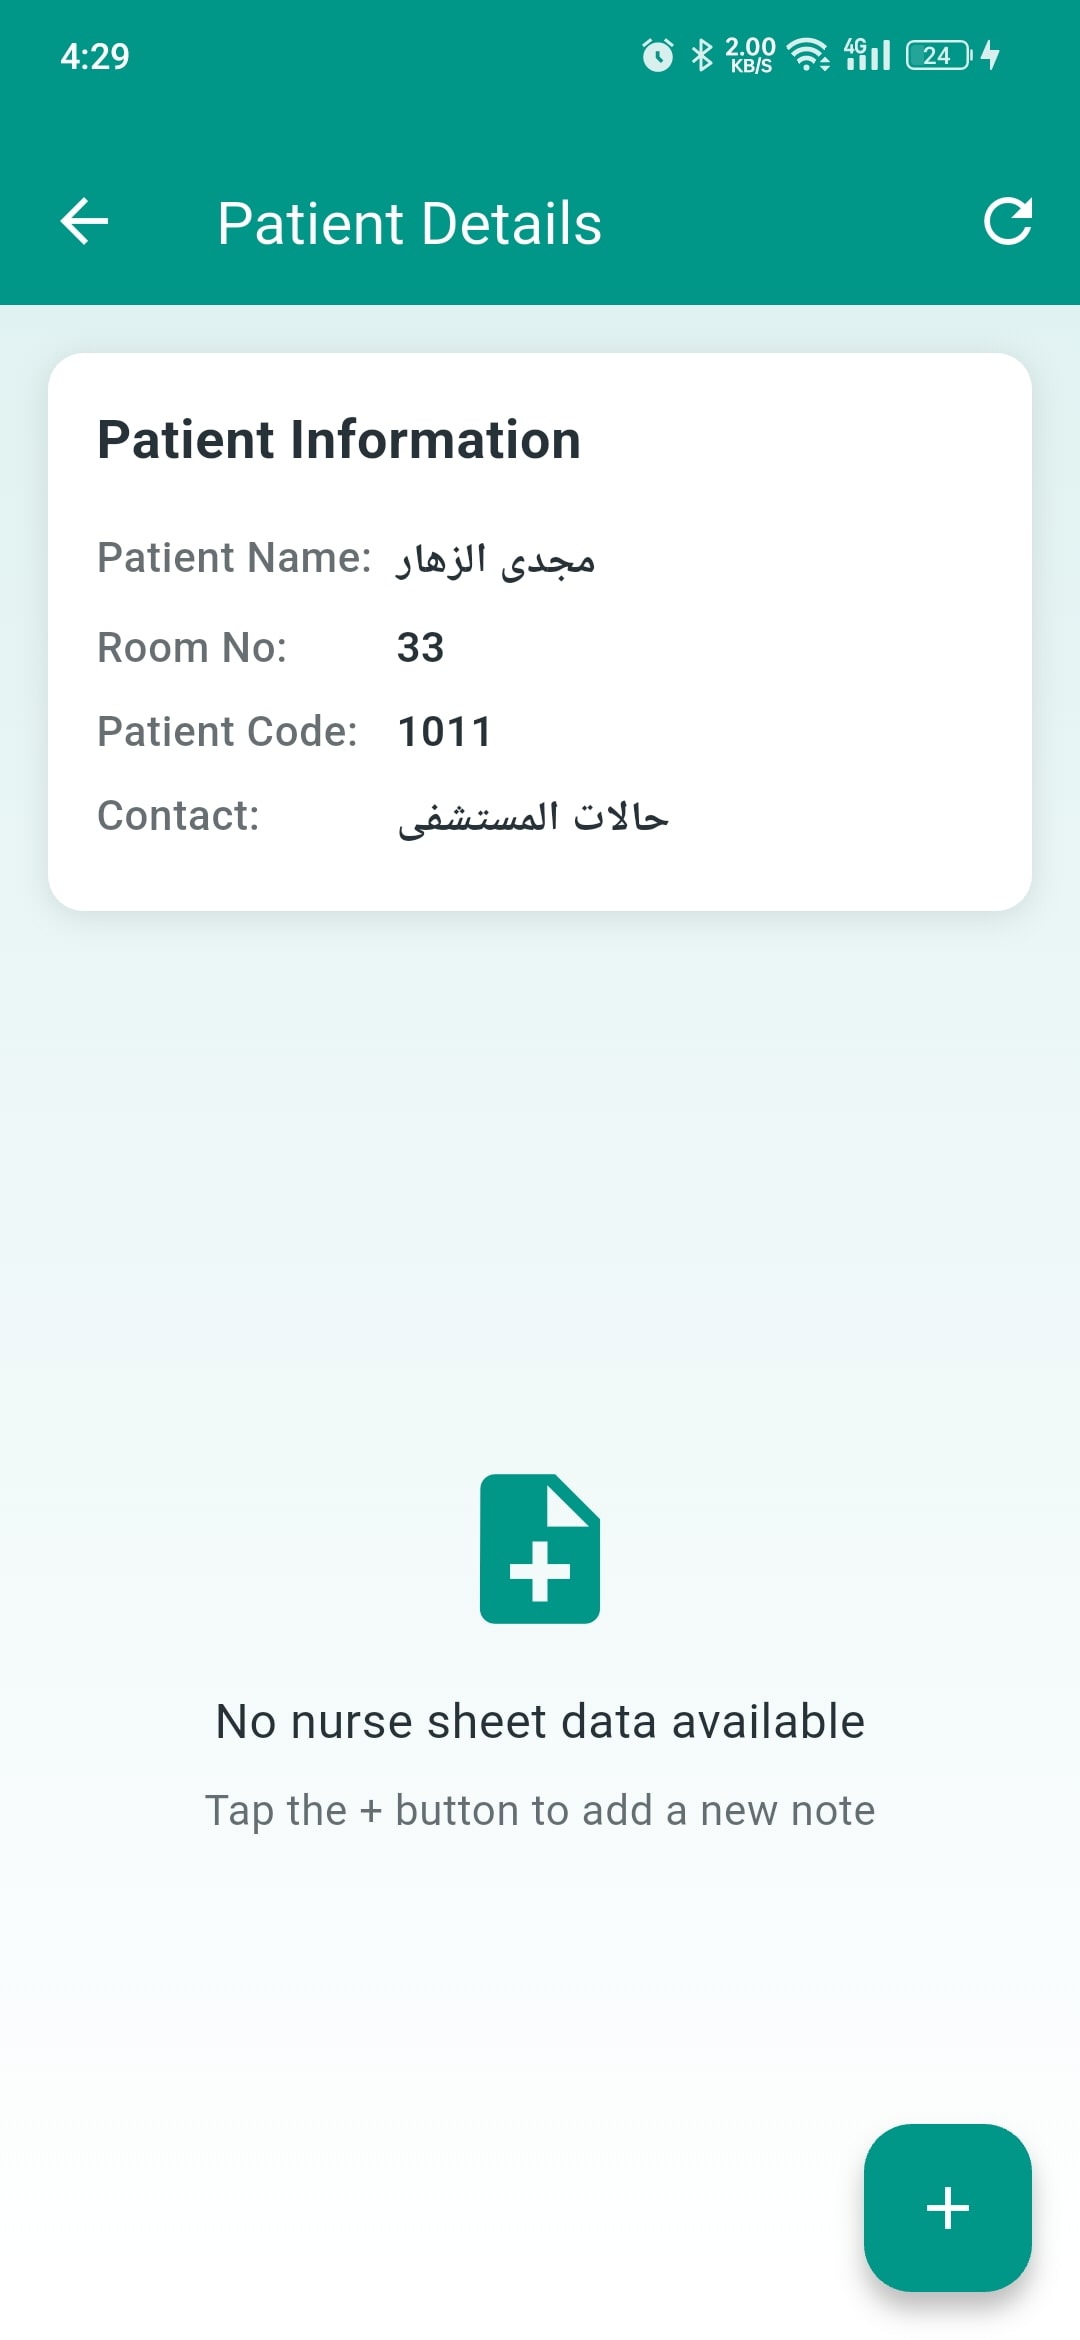 4:29
2.00 KB/S 4G 24
Patient Details
Patient Information
Patient Name: مجدى الزهار
Room No: 33
Patient Code: 1011
Contact: حالات المستشفى
No nurse sheet data available
Tap the + button to add a new note